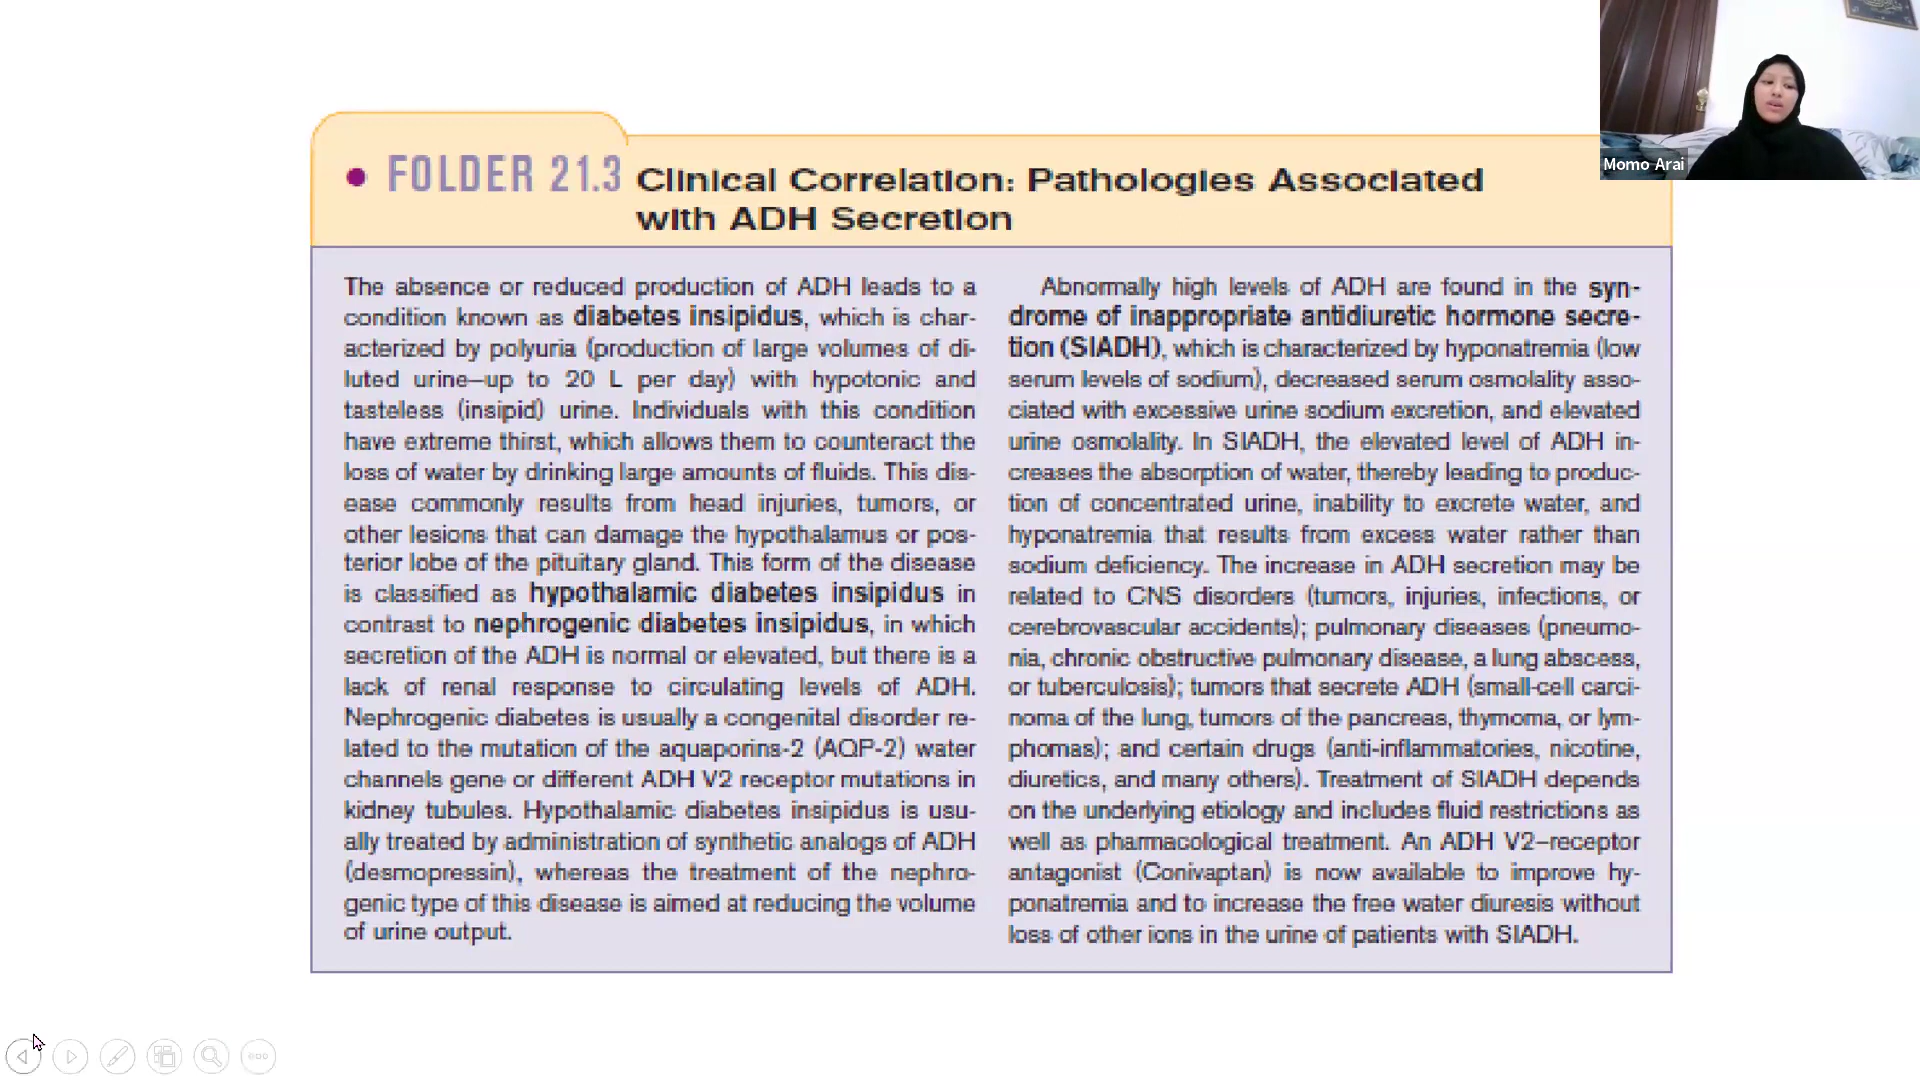 FOLDER 21.3 Clinical Correlation: Pathologies Associated
with ADH Secretion
The absence or reduced production of ADH leads to a
condition known as diabetes insipidus, which is char-
acterized by polyuria (production of large volumes of di-
luted urine—up to 20 L per day) with hypotonic and
tasteless (insipid) urine. Individuals with this condition
have extreme thirst, which allows them to counteract the
loss of water by drinking large amounts of fluids. This dis-
ease commonly results from head injuries, tumors, or
other lesions that can damage the hypothalamus or pos-
terior lobe of the pituitary gland. This form of the disease
is classified as hypothalamic diabetes insipidus in
contrast to nephrogenic diabetes insipidus, in which
secretion of the ADH is normal or elevated, but there is a
lack of renal response to circulating levels of ADH.
Nephrogenic diabetes is usually a congenital disorder re-
lated to the mutation of the aquaporins-2 (AQP-2) water
channels gene or different ADH V2 receptor mutations in
kidney tubules. Hypothalamic diabetes insipidus is usu-
ally treated by administration of synthetic analogs of ADH
(desmopressin), whereas the treatment of the nephro-
genic type of this disease is aimed at reducing the volume
of urine output.
Abnormally high levels of ADH are found in the syn-
drome of inappropriate antidiuretic hormone secre-
tion (SIADH), which is characterized by hyponatremia (low
serum levels of sodium), decreased serum osmolality asso-
ciated with excessive urine sodium excretion, and elevated
urine osmolality. In SIADH, the elevated level of ADH in-
creases the absorption of water, thereby leading to produc-
tion of concentrated urine, inability to excrete water, and
hyponatremia that results from excess water rather than
sodium deficiency. The increase in ADH secretion may be
related to CNS disorders (tumors, injuries, infections, or
cerebrovascular accidents); pulmonary diseases (pneumo-
nia, chronic obstructive pulmonary disease, a lung abscess,
or tuberculosis); tumors that secrete ADH (small-cell carci-
noma of the lung, tumors of the pancreas, thymoma, or lym-
phomas); and certain drugs (anti-inflammatories, nicotine,
diuretics, and many others). Treatment of SIADH depends
on the underlying etiology and includes fluid restrictions as
well as pharmacological treatment. An ADH V2–receptor
antagonist (Conivaptan) is now available to improve hy-
ponatremia and to increase the free water diuresis without
loss of other ions in the urine of patients with SIADH.
Momo Arai